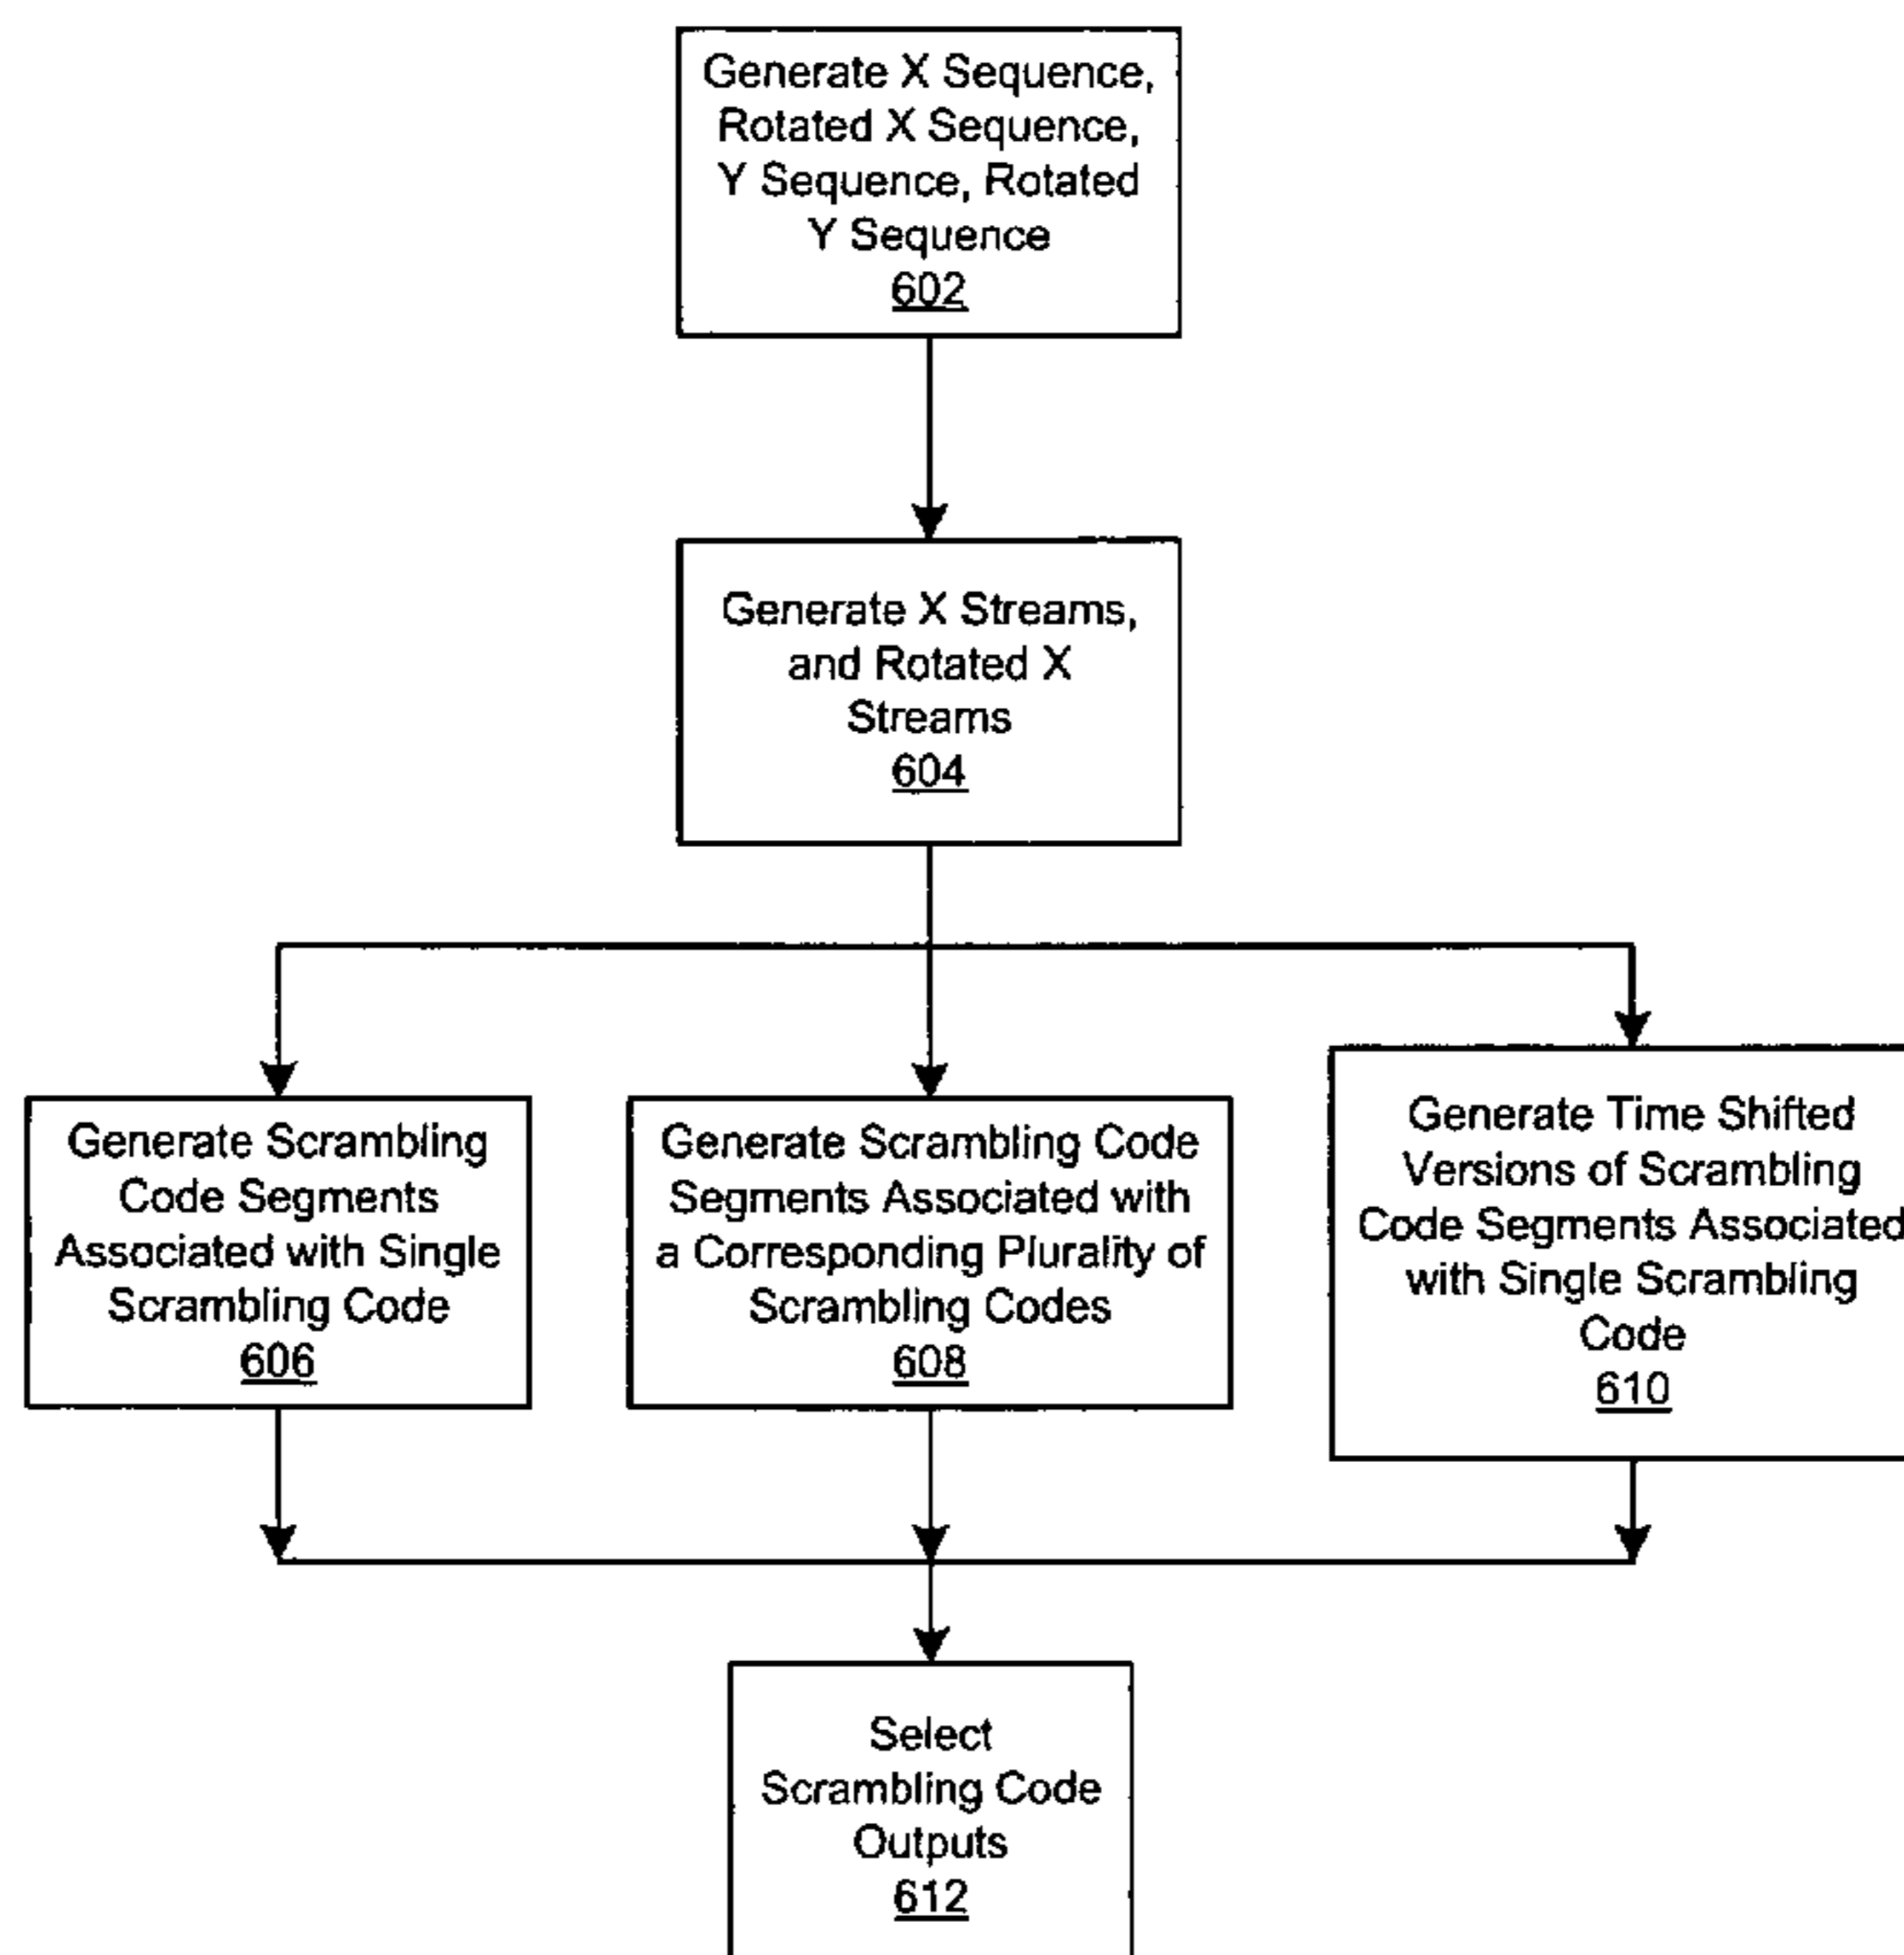 Generate X Sequence,
Rotated X Sequence,
Y Sequence, Rotated
Y Sequence
602
Generate X Streams,
and Rotated X
Streams
604
Generate Scrambling
Code Segments
Associated with Single
Scrambling Code
606
Generate Scrambling Code
Segments Associated with
a Corresponding Plurality of
Scrambling Codes
608
Generate Time Shifted
Versions of Scrambling
Code Segments Associated
with Single Scrambling
Code
610
Select
Scrambling Code
Outputs
612